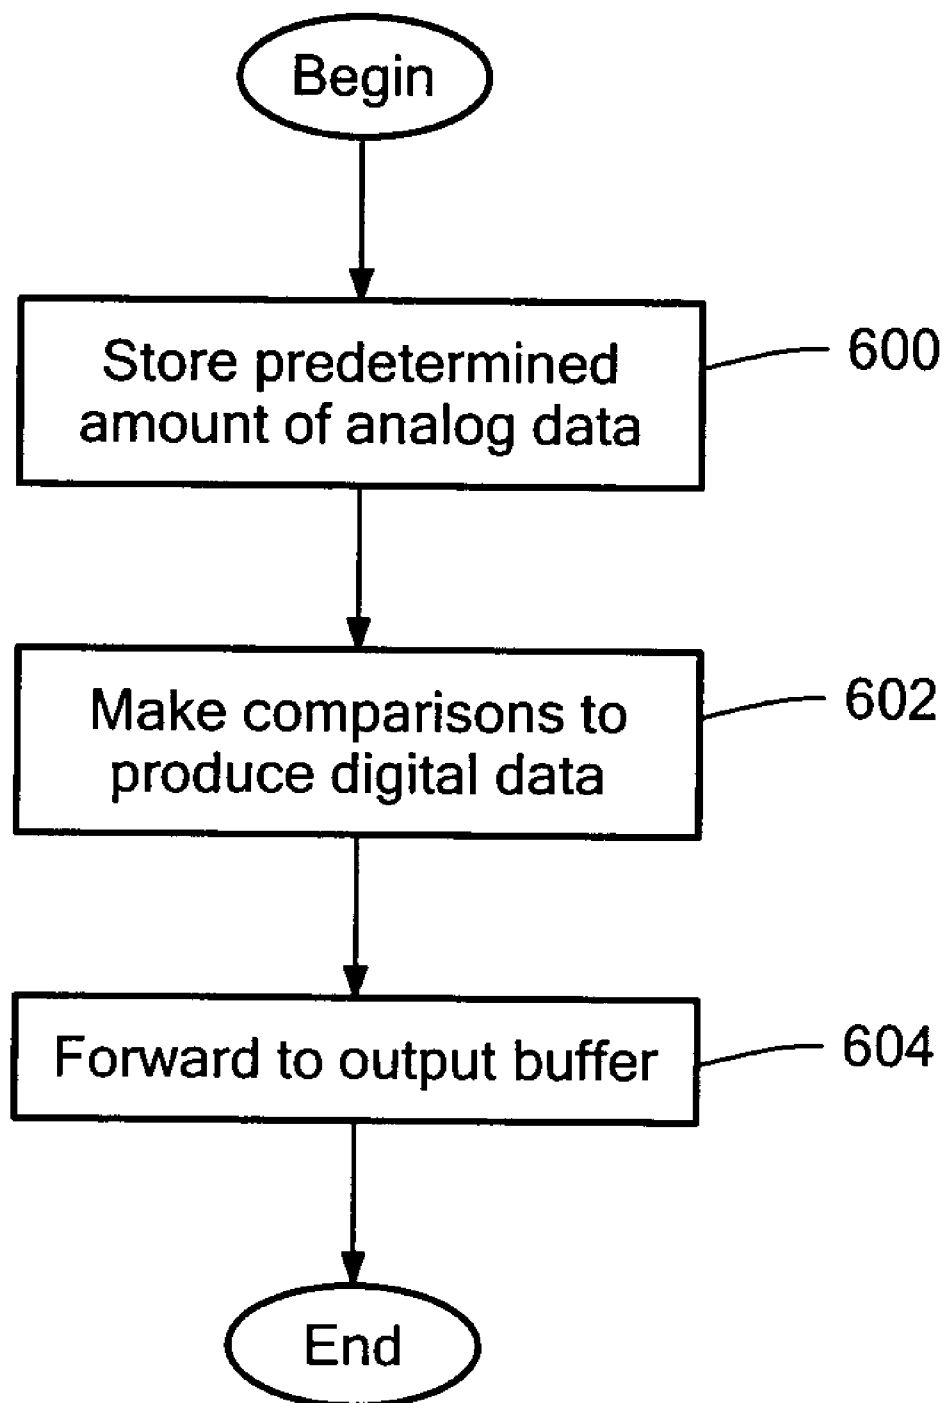 Begin
Store predetermined
amount of analog data
600
Make comparisons to
produce digital data
602
Forward to output buffer
604
End